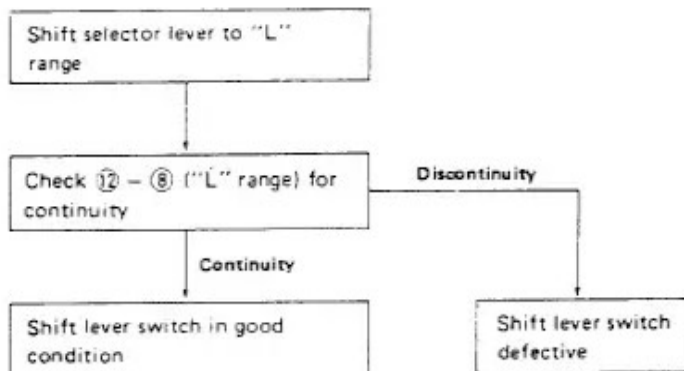 Shift selector lever to "L"
range
Check ⑫ – ⑧ ("L" range) for
continuity
Discontinuity
Continuity
Shift lever switch in good
condition
Shift lever switch
defective